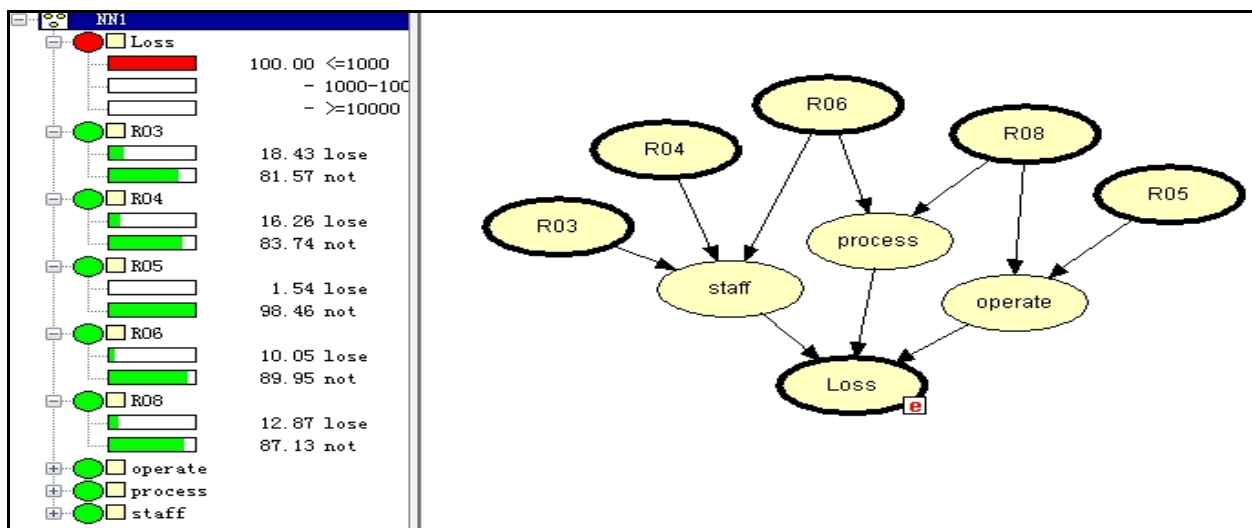 NN1
Loss
100.00 <=1000
- 1000-100
- >=10000
R03
18.43 lose
81.57 not
R04
16.26 lose
83.74 not
R05
1.54 lose
98.46 not
R06
10.05 lose
89.95 not
R08
12.87 lose
87.13 not
operate
process
staff
R06
R08
R04
R05
R03
process
staff
operate
Loss
e